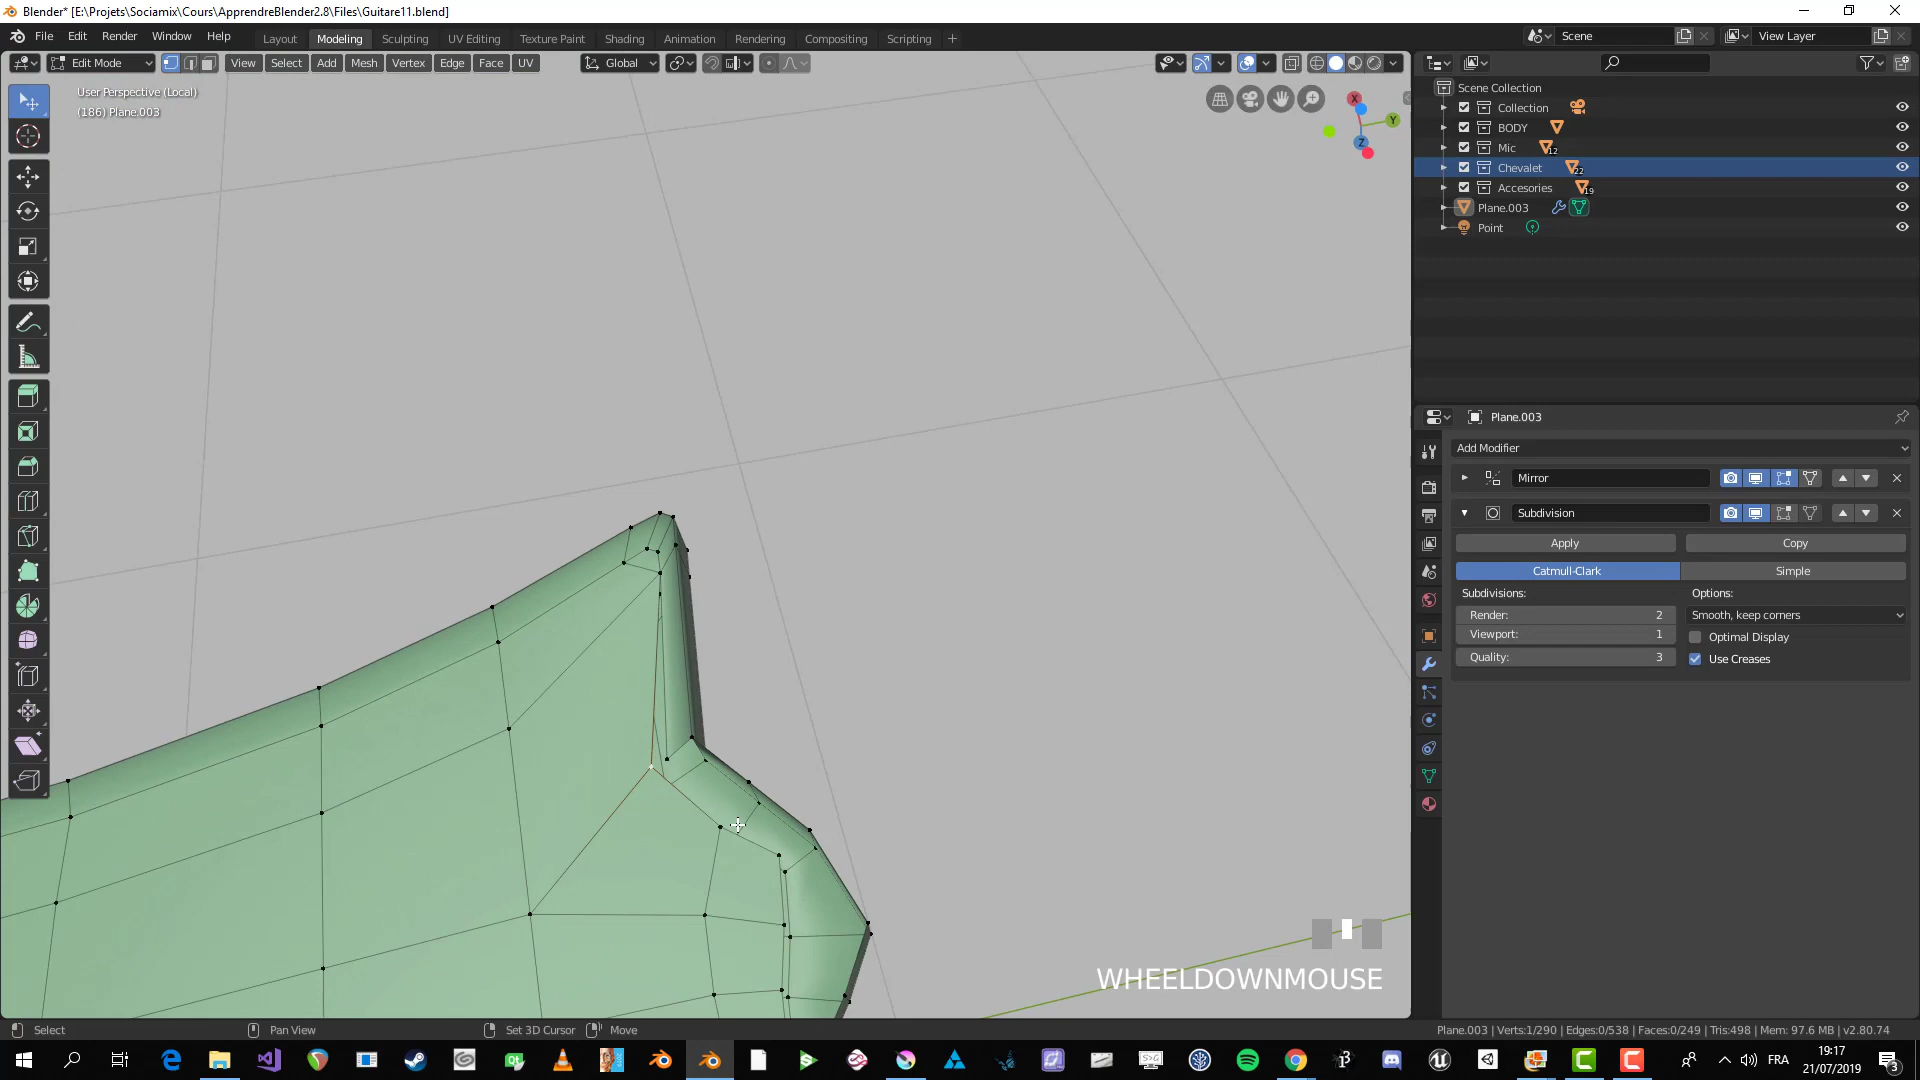 Blender* [E:\Projets\Sociamix\Cours\ApprendreBlender2.8\Files\Guitare11.blend]
File Edit Render Window Help
Layout Modeling Sculpting UV Editing Texture Paint Shading Animation Rendering Compositing Scripting +
Scene
View Layer
Edit Mode View Select Add Mesh Vertex Edge Face UV Global
User Perspective (Local)
(186) Plane.003
X
Y
Z
Scene Collection
Collection
BODY
Mic 12
Chevalet 22
Accesories 19
Plane.003
Point
Plane.003
Add Modifier
Mirror
Subdivision
Apply Copy
Catmull-Clark Simple
Subdivisions: Options:
Render: 2 Smooth, keep corners
Viewport: 1 Optimal Display
Quality: 3 Use Creases
WHEELDOWNMOUSE
Select Pan View Set 3D Cursor Move
Plane.003 | Verts:1/290 | Edges:0/538 | Faces:0/249 | Tris:498 | Mem: 97.6 MB | v2.80.74
FRA
19:17
21/07/2019
3